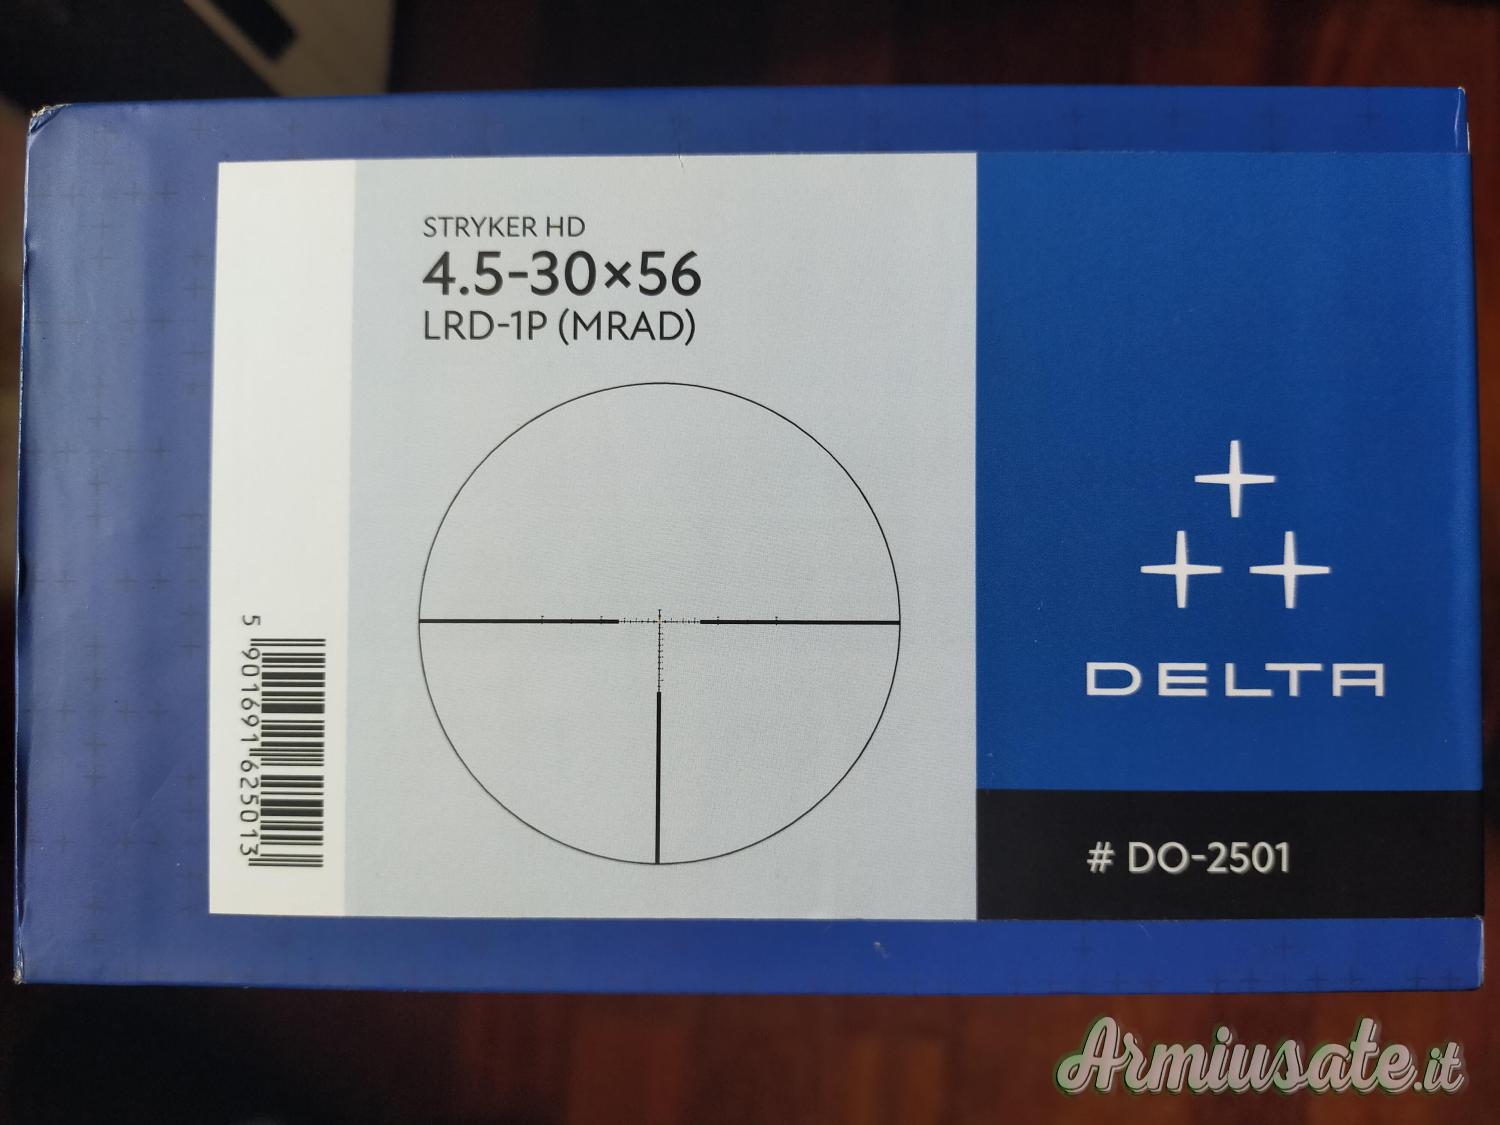 STRYKER HD
4.5-30×56
LRD-1P (MRAD)
5 901691 625013
DELTA
# DO-2501
Armiusate.it